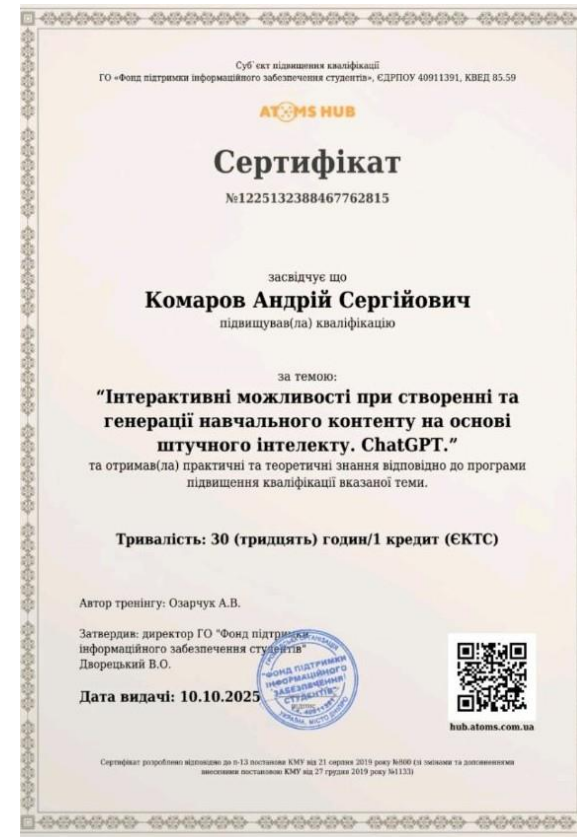 Суб`єкт підвищення кваліфікації
ГО «Фонд підтримки інформаційного забезпечення студентів», ЄДРПОУ 40911391, КВЕД 85.59
ATOMS HUB
Сертифікат
№1225132388467762815
засвідчує що
Комаров Андрій Сергійович
підвищував(ла) кваліфікацію
за темою:
“Інтерактивні можливості при створенні та
генерації навчального контенту на основі
штучного інтелекту. ChatGPT.”
та отримав(ла) практичні та теоретичні знання відповідно до програми
підвищення кваліфікації вказаної теми.
Тривалість: 30 (тридцять) годин/1 кредит (ЄКТС)
Автор тренінгу: Озарчук А.В.
Затвердив: директор ГО "Фонд підтримки
інформаційного забезпечення студентів"
Дворецький В.О.
ФОНД ПІДТРИМКИ
ІНФОРМАЦІЙНОГО
ЗАБЕЗПЕЧЕННЯ
СТУДЕНТІВ
Дата видачі: 10.10.2025
hub.atoms.com.ua
Сертифікат розроблено відповідно до п-13 постанови КМУ від 21 серпня 2019 року №800 (зі змінами та доповненнями
внесеними постановою КМУ від 27 грудня 2019 року №1133)